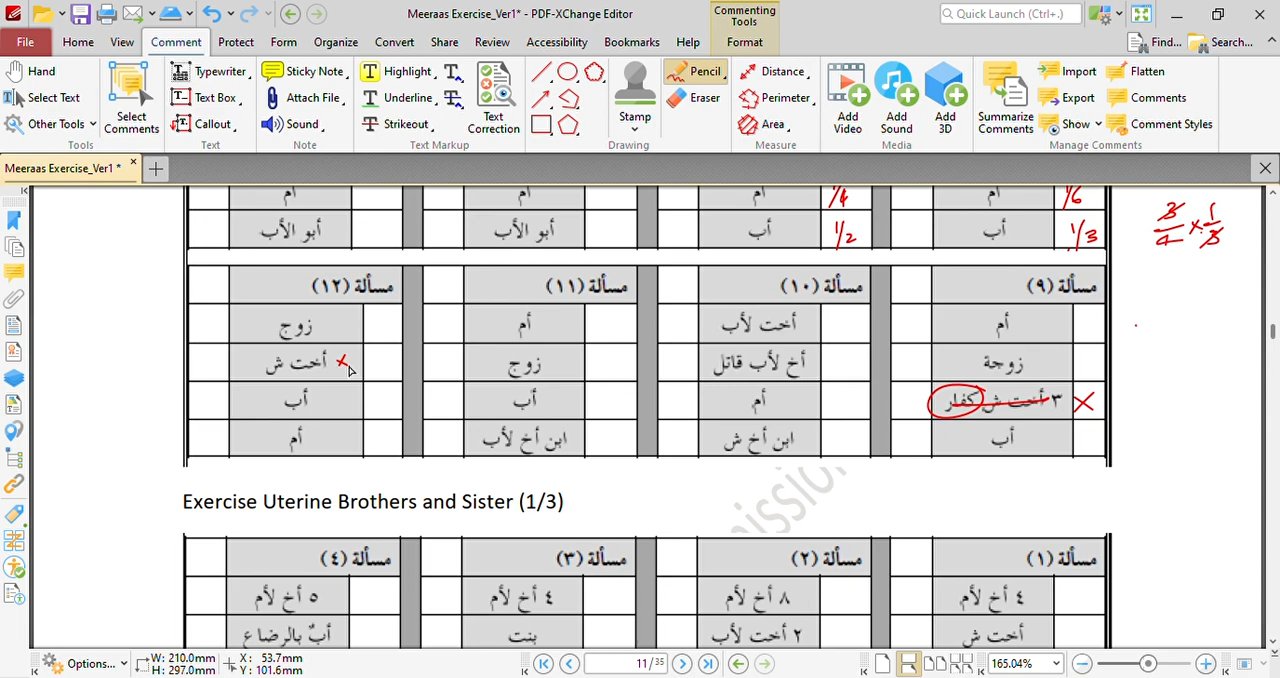 Meeraas Exercise_Ver1* - PDF-XChange Editor
Commenting Tools
Quick Launch (Ctrl+.)
File Home View Comment Protect Form Organize Convert Share Review Accessibility Bookmarks Help Format Find... Search...
Hand
Select Text
Other Tools
Tools
Select Comments
Typewriter
Text Box
Callout
Text
Sticky Note
Attach File
Sound
Note
Highlight
Underline
Strikeout
Text Correction
Text Markup
Drawing
Stamp
Pencil
Eraser
Distance
Perimeter
Area
Measure
Add Video
Add Sound
Add 3D
Media
Summarize Comments
Import
Export
Show
Flatten
Comments
Comment Styles
Manage Comments
Meeraas Exercise_Ver1 *
أم 1/6 أم 1/4 أم أم
أب 1/3 أب 1/2 أبو الأب أبو الأب
3/4 × 1/3
مسألة (٩) مسألة (١٠) مسألة (١١) مسألة (١٢)
أم أخت لأب أم زوج
زوجة أخ لأب قاتل زوج أخت ش ×
٣ أخت ش كفار × أم أب أب
أب ابن أخ ش ابن أخ لأب أم
Exercise Uterine Brothers and Sister (1/3)
مسألة (١) مسألة (٢) مسألة (٣) مسألة (٤)
٤ أخ لأم ٨ أخ لأم ٤ أخ لأم ٥ أخ لأم
أخت ش ٢ أخت لأب بنت أبٌ بالرضاع
Options...
W: 210.0mm
H: 297.0mm
X: 53.7mm
Y: 101.6mm
11 / 35
165.04%